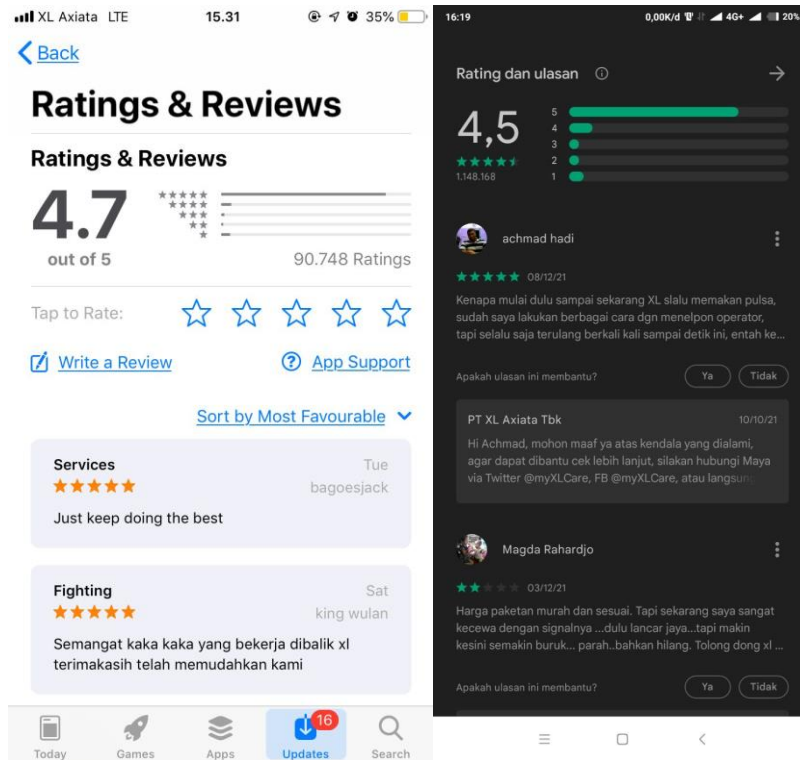 XL Axiata LTE 15.31 35%
Back
Ratings & Reviews
Ratings & Reviews
4.7
out of 5
90.748 Ratings
Tap to Rate:
Write a Review
App Support
Sort by Most Favourable
Services
Tue
bagoesjack
Just keep doing the best
Fighting
Sat
king wulan
Semangat kaka kaka yang bekerja dibalik xl
terimakasih telah memudahkan kami
16
Today Games Apps Updates Search
16:19 0,00K/d 4G+ 20%
Rating dan ulasan
4,5
1.148.168
5
4
3
2
1
achmad hadi
08/12/21
Kenapa mulai dulu sampai sekarang XL slalu memakan pulsa,
sudah saya lakukan berbagai cara dgn menelpon operator,
tapi selalu saja terulang berkali kali sampai detik ini, entah ke...
Apakah ulasan ini membantu? Ya Tidak
PT XL Axiata Tbk 10/10/21
Hi Achmad, mohon maaf ya atas kendala yang dialami,
agar dapat dibantu cek lebih lanjut, silakan hubungi Maya
via Twitter @myXLCare, FB @myXLCare, atau langsung
Magda Rahardjo
03/12/21
Harga paketan murah dan sesuai. Tapi sekarang saya sangat
kecewa dengan signalnya ...dulu lancar jaya...tapi makin
kesini semakin buruk... parah..bahkan hilang. Tolong dong xl ...
Apakah ulasan ini membantu? Ya Tidak